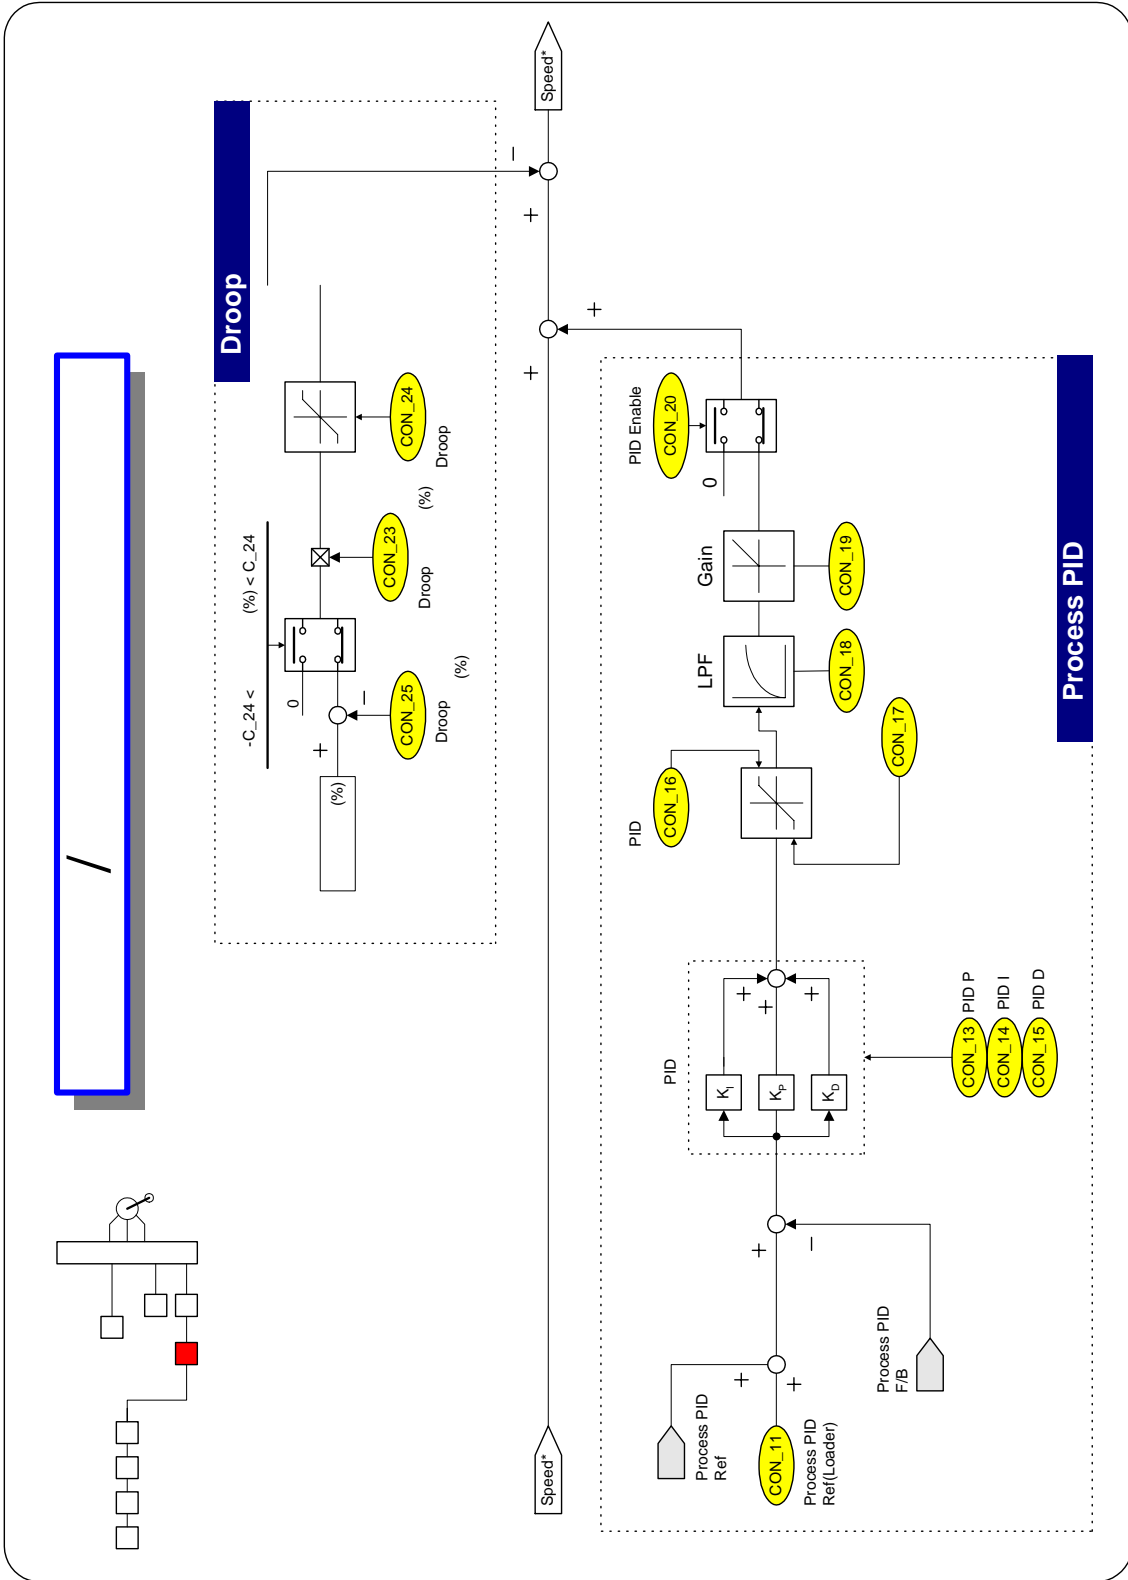 /
Droop
-C_24 <
(%) < C_24
0
+
−
(%)
CON_25
Droop
(%)
CON_23
Droop
(%)
CON_24
Droop
−
+
Speed*
Speed*
+
+
Process PID
PID Enable
CON_20
0
Gain
CON_19
LPF
CON_18
PID
CON_16
CON_17
PID
KI
KP
KD
+
+
+
CON_13 PID P
CON_14 PID I
CON_15 PID D
+
−
Process PID
F/B
Process PID
Ref
+
+
CON_11
Process PID
Ref(Loader)